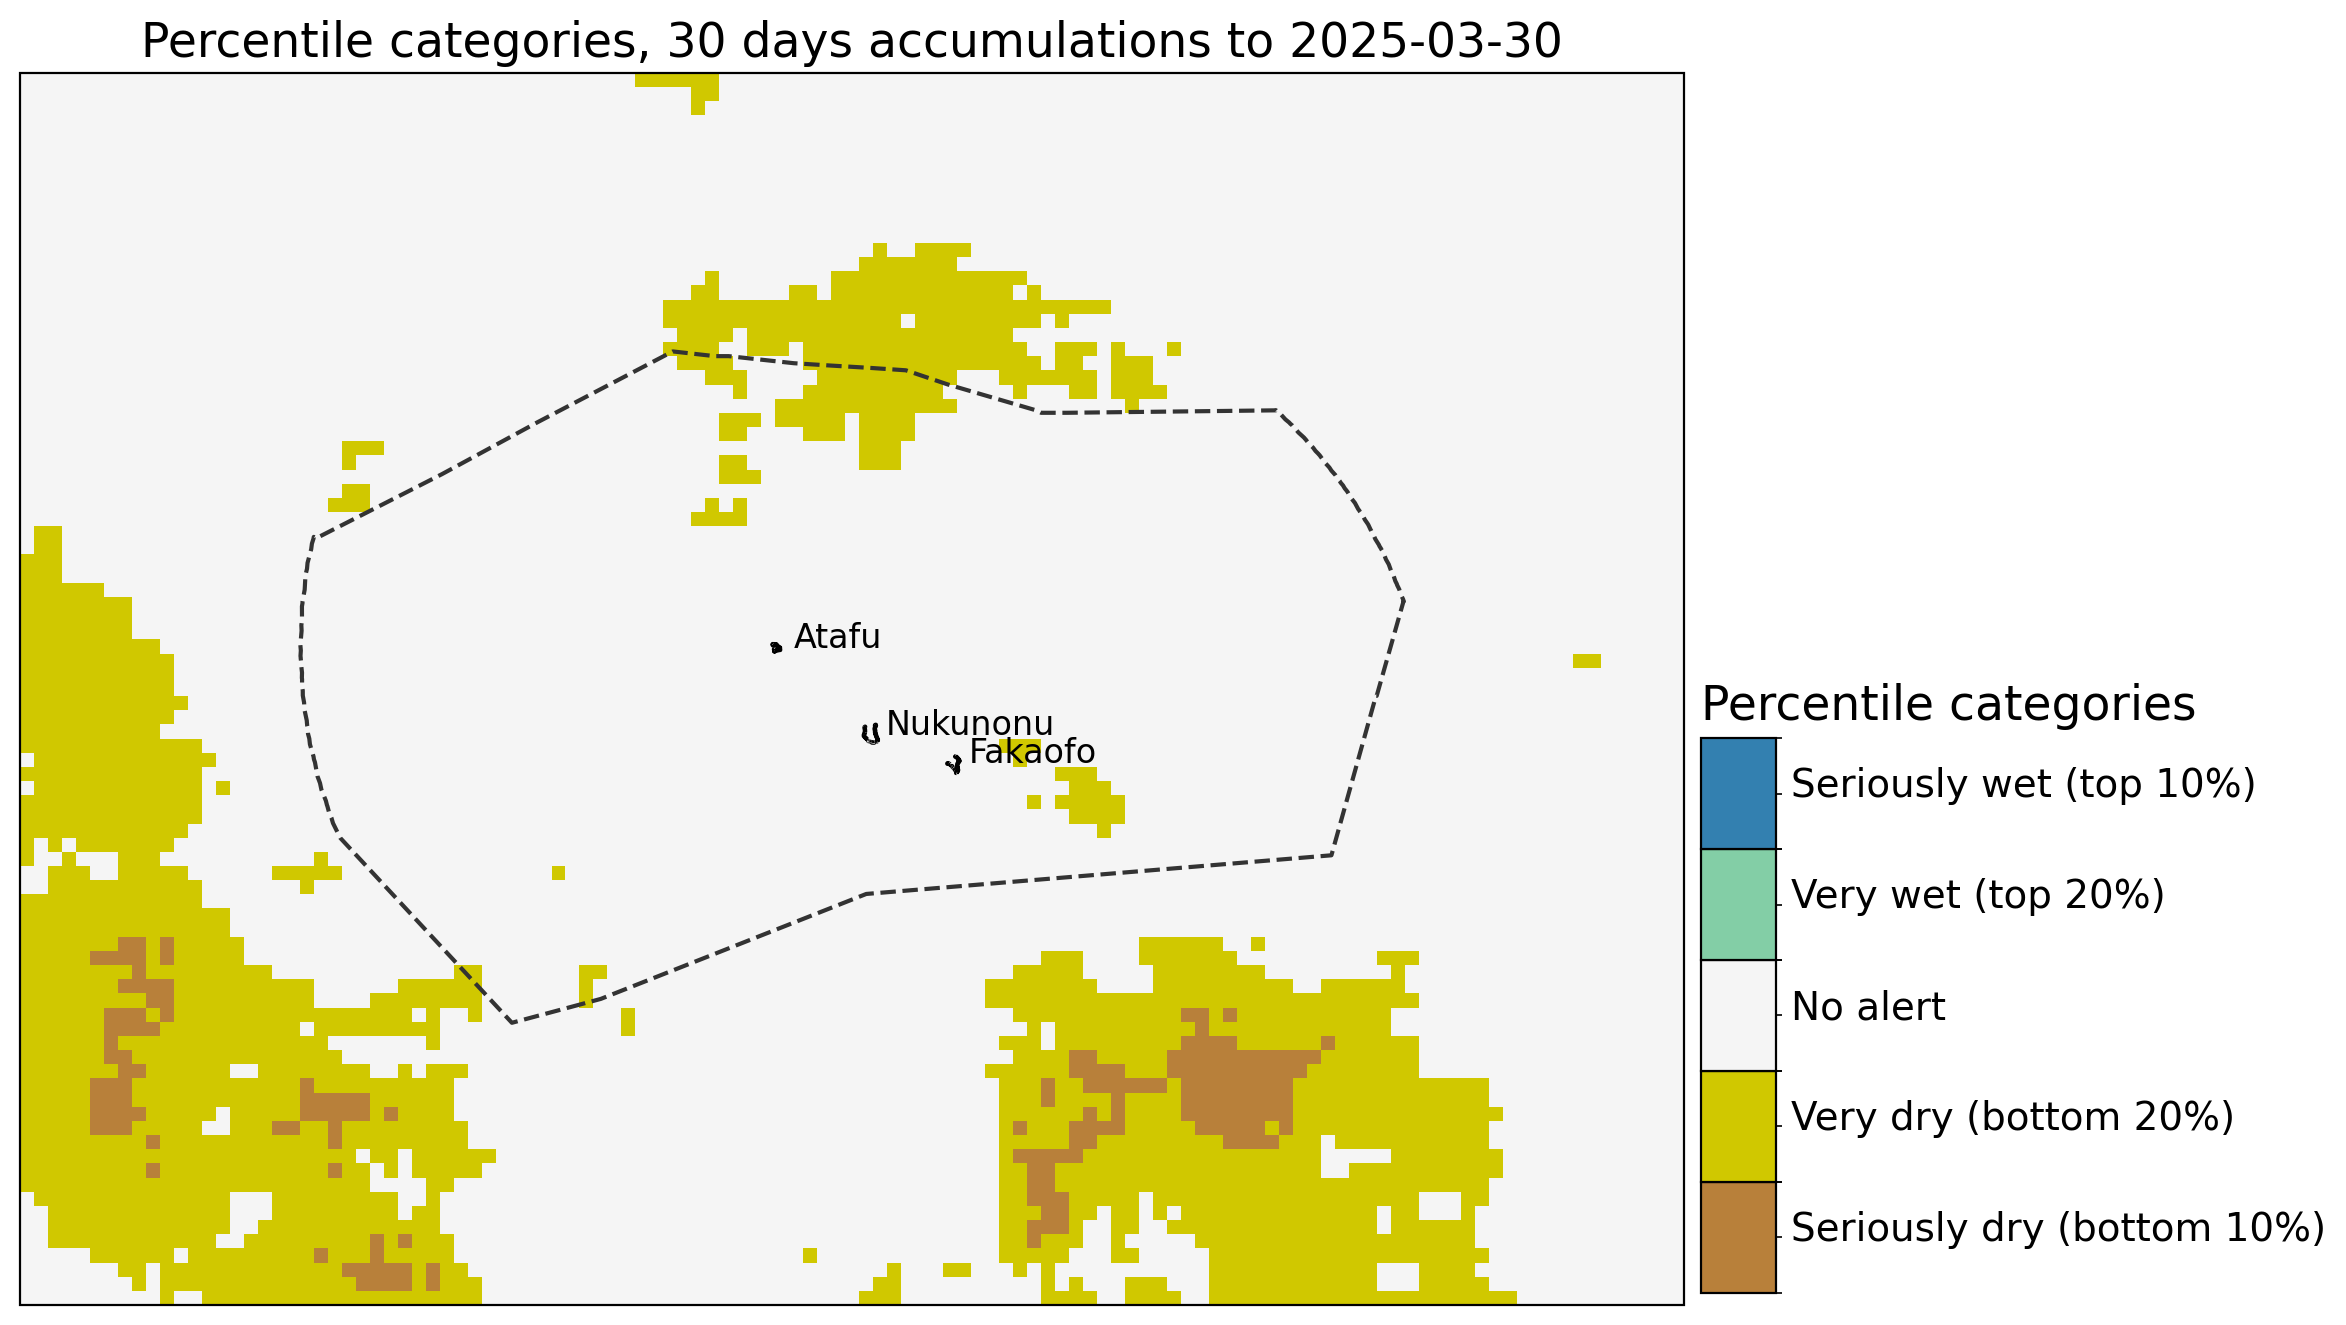 Percentile categories, 30 days accumulations to 2025-03-30
Atafu
Nukunonu
Fakaofo
Percentile categories
Seriously wet (top 10%)
Very wet (top 20%)
No alert
Very dry (bottom 20%)
Seriously dry (bottom 10%)